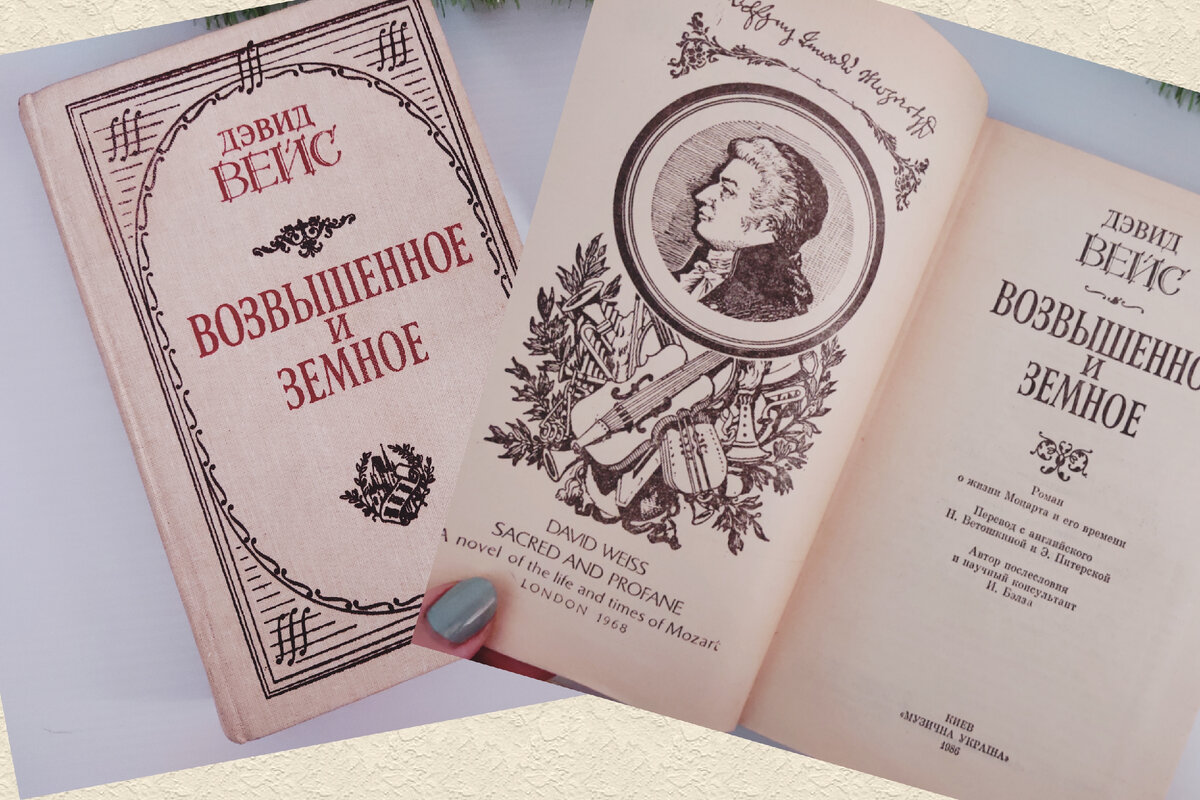 ДЭВИД
ВЕЙС
ВОЗВЫШЕННОЕ
И
ЗЕМНОЕ
DAVID WEISS
SACRED AND PROFANE
A novel of the life and times of Mozart
LONDON 1968
ДЭВИД
ВЕЙС
ВОЗВЫШЕННО
И
ЗЕМНОЕ
Роман
о жизни Моцарта и его времени
Перевод с английского
И. Ветошкиной и Э. Питерской
Автор послесловия
и научный консультант
И. Бэлза
КИЕВ
«МУЗИЧНА УКРАЇНА»
1986